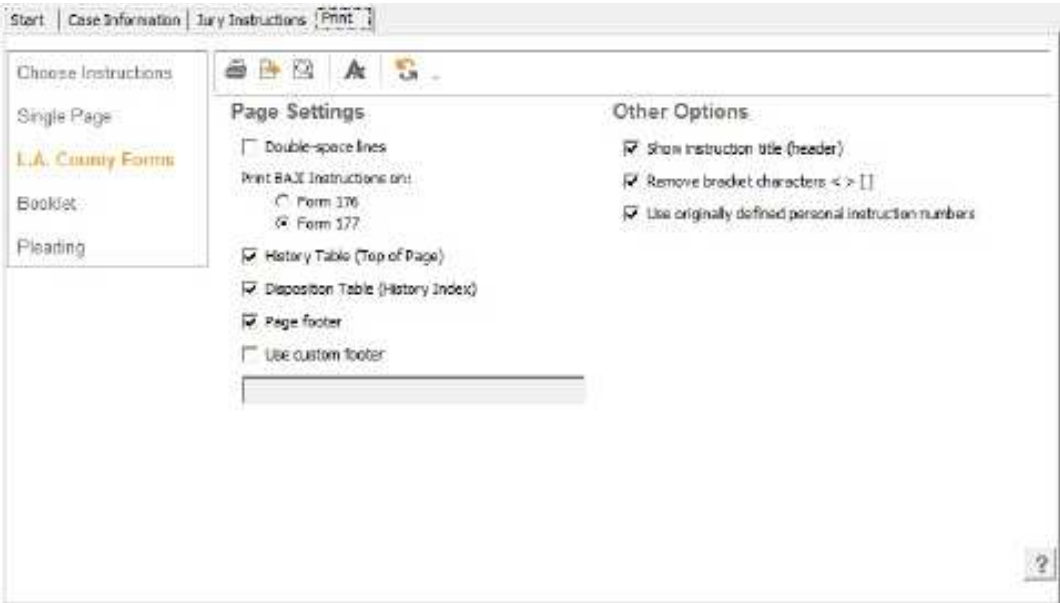 Start Case Information Jury Instructions Print
Choose Instructions
Single Page
L.A. County Forms
Booklet
Pleading
Page Settings
Double-space lines
Print BAJI Instructions on:
Form 176
Form 177
History Table (Top of Page)
Disposition Table (History Index)
Page footer
Use custom footer
Other Options
Show instruction title (header)
Remove bracket characters < > []
Use originally defined personal instruction numbers
?